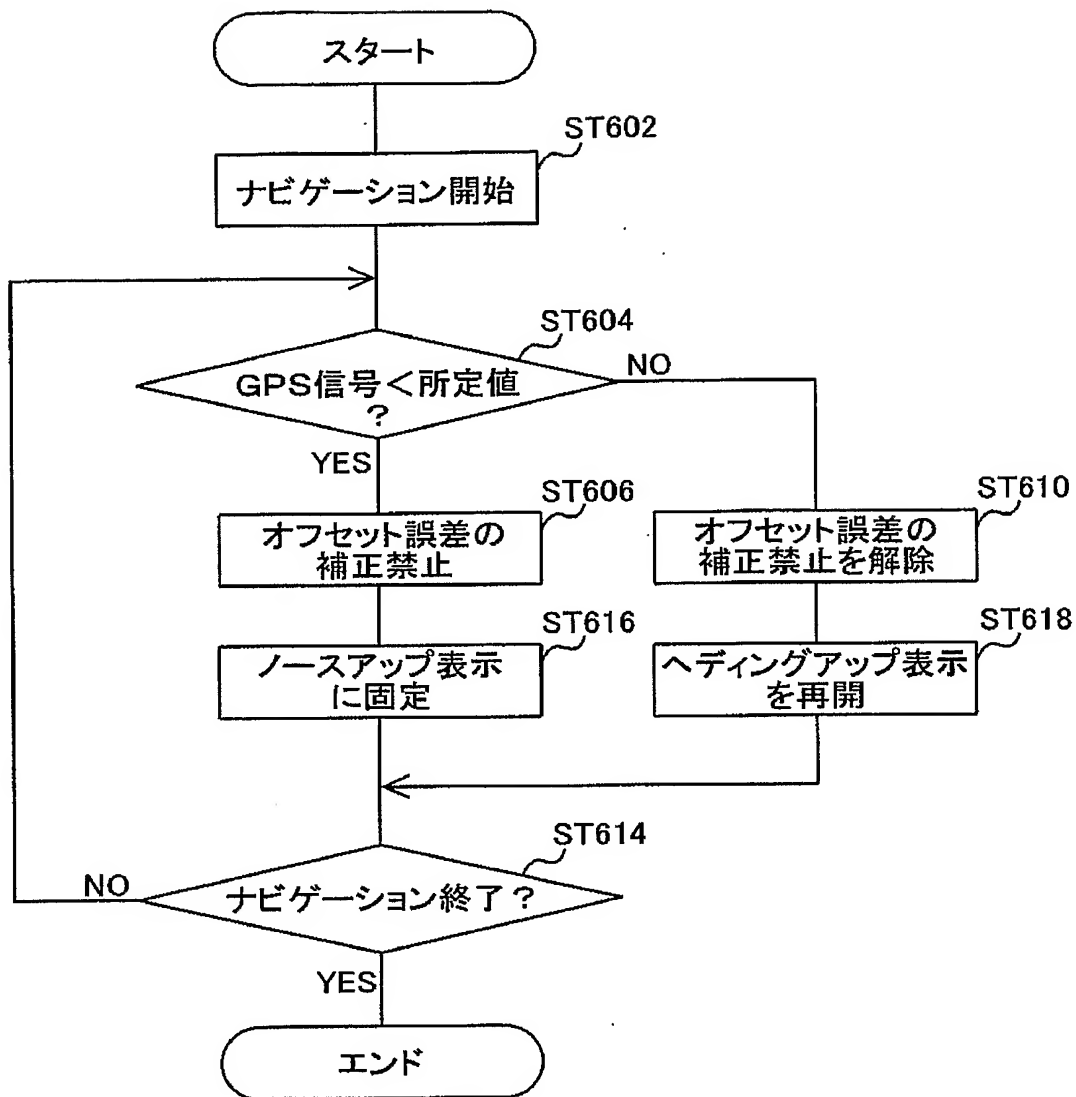 スタート
ST602
ナビゲーション開始
ST604
GPS信号<所定値
?
NO
YES
ST606
オフセット誤差の
補正禁止
ST610
オフセット誤差の
補正禁止を解除
ST616
ノースアップ表示
に固定
ST618
ヘディングアップ表示
を再開
ST614
ナビゲーション終了?
NO
YES
エンド